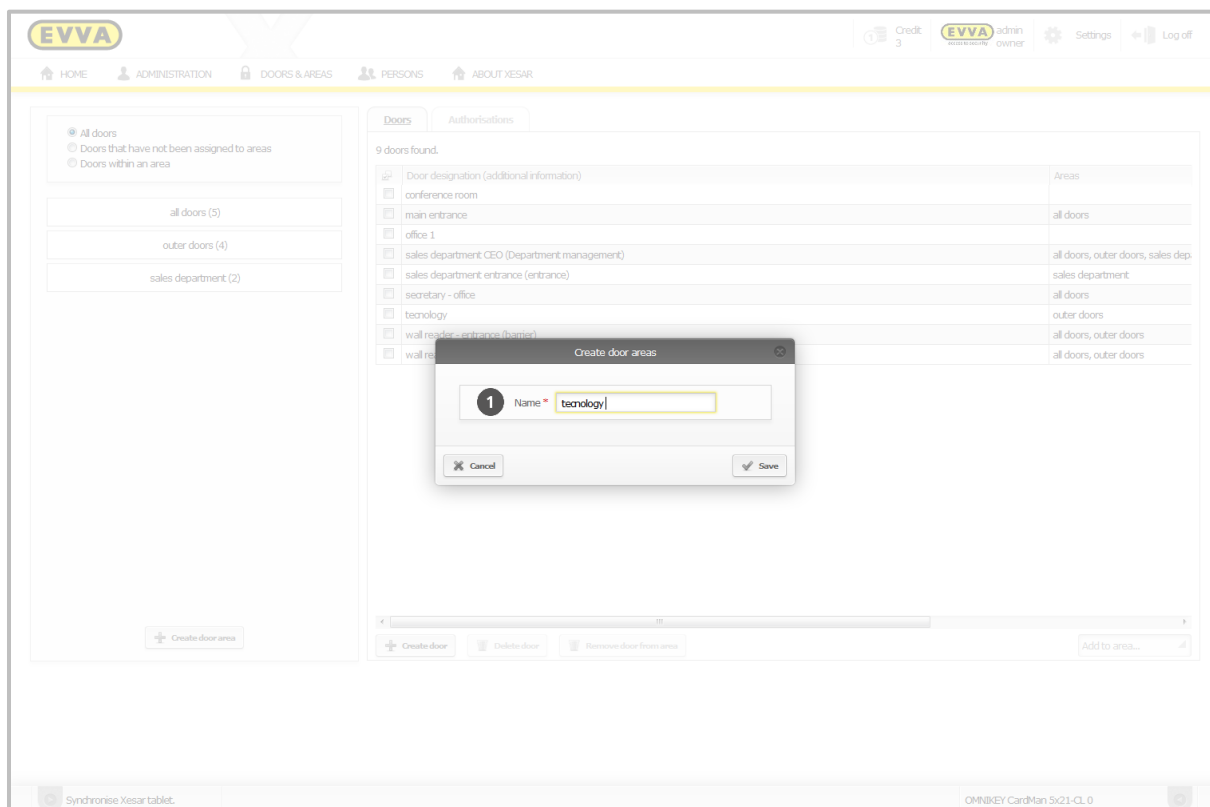 EVVA
Credit
3
EVVA
access to security
admin
owner
Settings
Log off
HOME
ADMINISTRATION
DOORS & AREAS
PERSONS
ABOUT XESAR
All doors
Doors that have not been assigned to areas
Doors within an area
all doors (5)
outer doors (4)
sales department (2)
Create door area
Doors
Authorisations
9 doors found.
Door designation (additional information) Areas
conference room
main entrance all doors
office 1
sales department CEO (Department management) all doors, outer doors, sales dep
sales department entrance (entrance) sales department
secretary - office all doors
tecnology outer doors
wall reader - entrance (barrier) all doors, outer doors
wall rea all doors, outer doors
Create door areas
1 Name * tecnology
Cancel
Save
Create door
Delete door
Remove door from area
Add to area...
Synchronise Xesar tablet.
OMNIKEY CardMan 5x21-CL 0